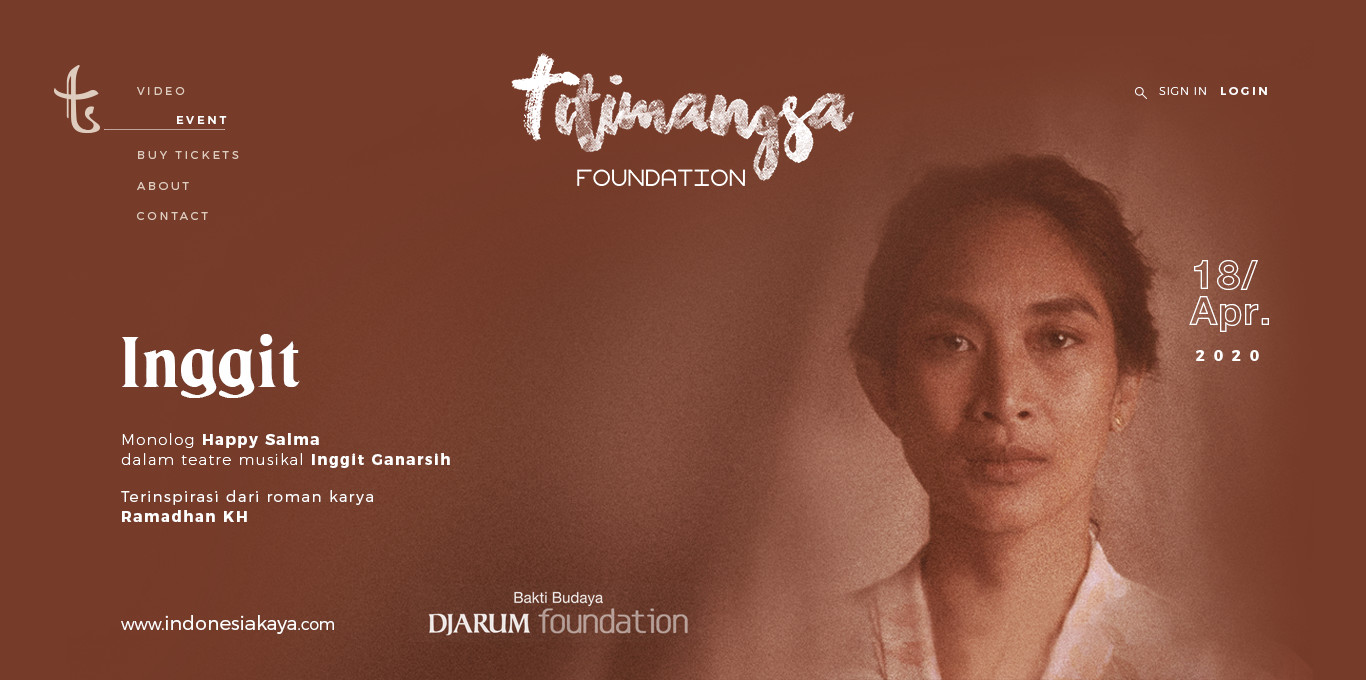 ts
VIDEO
EVENT
BUY TICKETS
ABOUT
CONTACT
Titimangsa
FOUNDATION
SIGN IN LOGIN
18/
Apr.
2020
Inggit
Monolog Happy Salma
dalam teatre musikal Inggit Ganarsih
Terinspirasi dari roman karya
Ramadhan KH
www.indonesiakaya.com
Bakti Budaya
DJARUM foundation